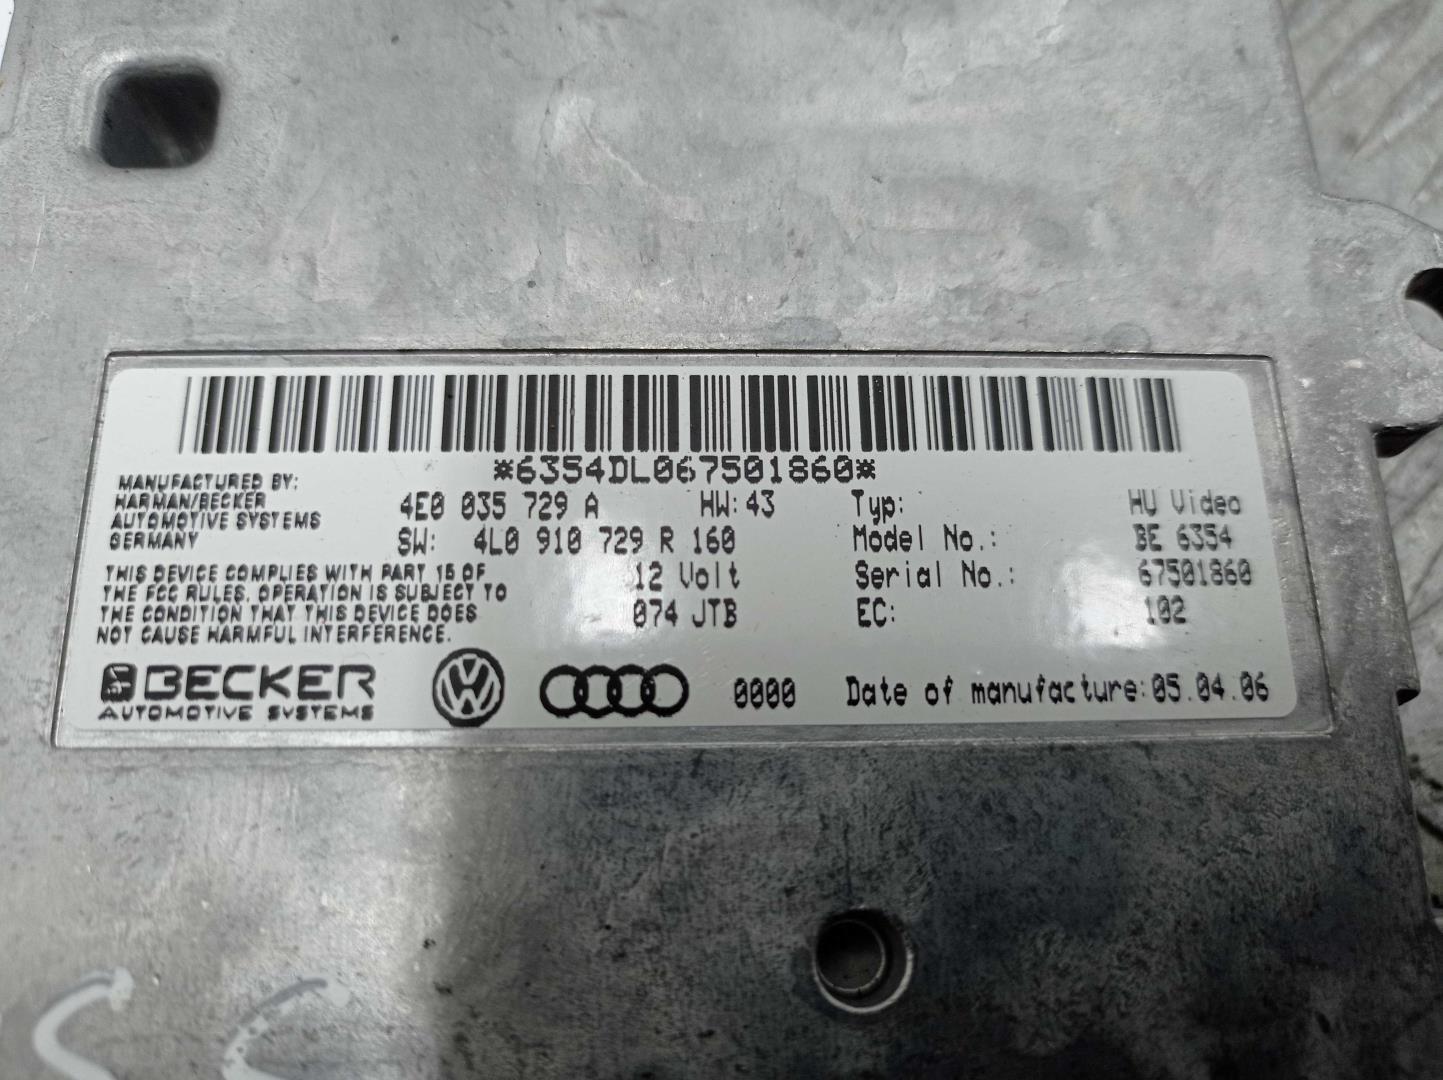 *6354DL067501860*
MANUFACTURED BY:
HARMAN/BECKER
AUTOMOTIVE SYSTEMS
GERMANY
4E0 035 729 A HW: 43
SW: 4L0 910 729 R 160
12 Volt
074 JTB
Typ: HU Video
Model No.: BE 6354
Serial No.: 67501860
EC: 102
THIS DEVICE COMPLIES WITH PART 15 OF
THE FCC RULES. OPERATION IS SUBJECT TO
THE CONDITION THAT THIS DEVICE DOES
NOT CAUSE HARMFUL INTERFERENCE.
BECKER
AUTOMOTIVE SYSTEMS
0000 Date of manufacture: 05.04.06